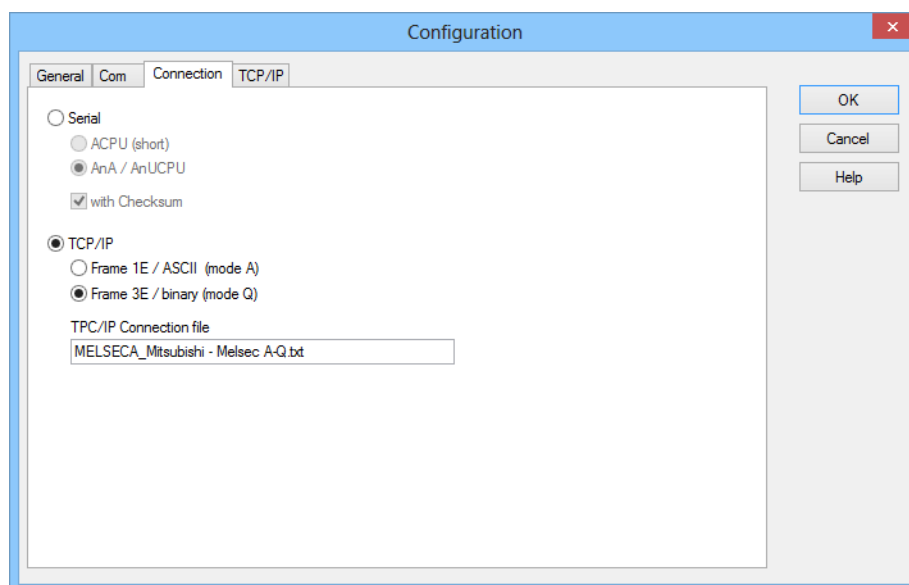 Configuration
General Com Connection TCP/IP
Serial
ACPU (short)
AnA / AnUCPU
with Checksum
TCP/IP
Frame 1E / ASCII (mode A)
Frame 3E / binary (mode Q)
TPC/IP Connection file
MELSECA_Mitsubishi - Melsec A-Q.txt
OK
Cancel
Help